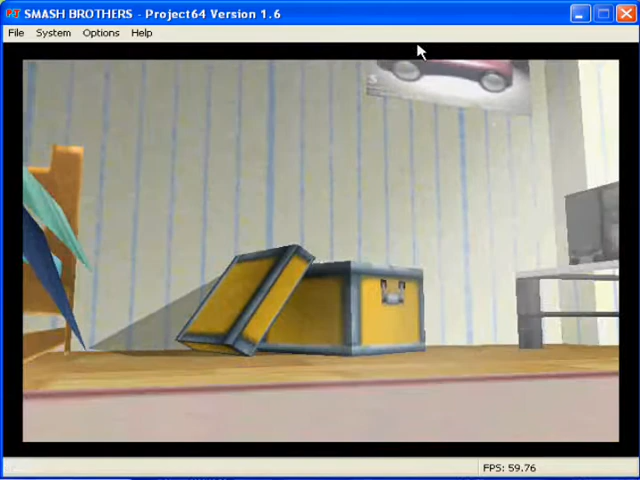 SMASH BROTHERS - Project64 Version 1.6
File System Options Help
FPS: 59.76